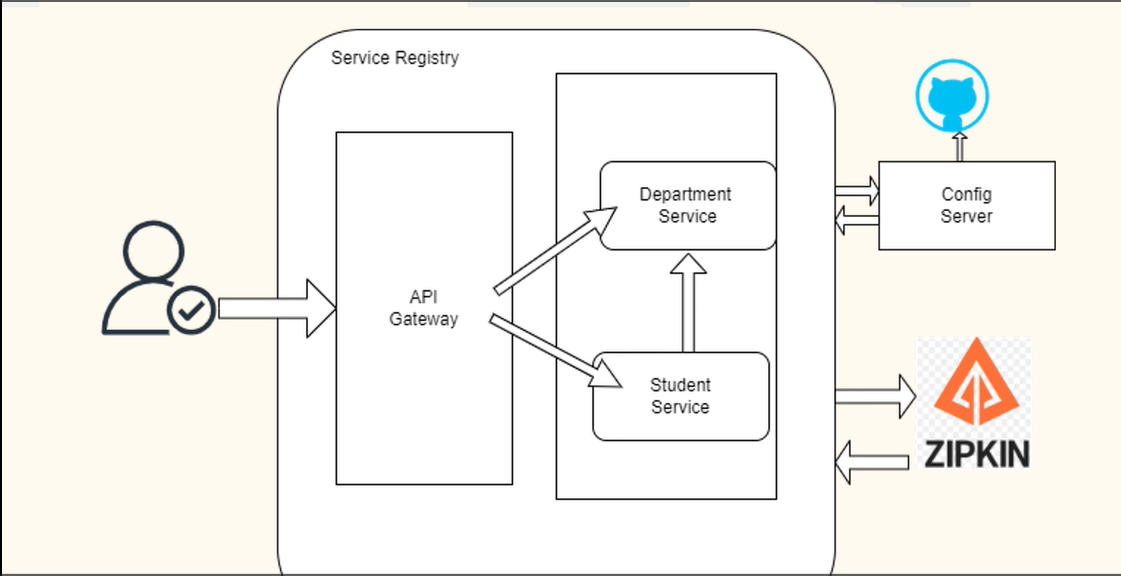 Service Registry
Department
Service
Config
Server
API
Gateway
Student
Service
ZIPKIN